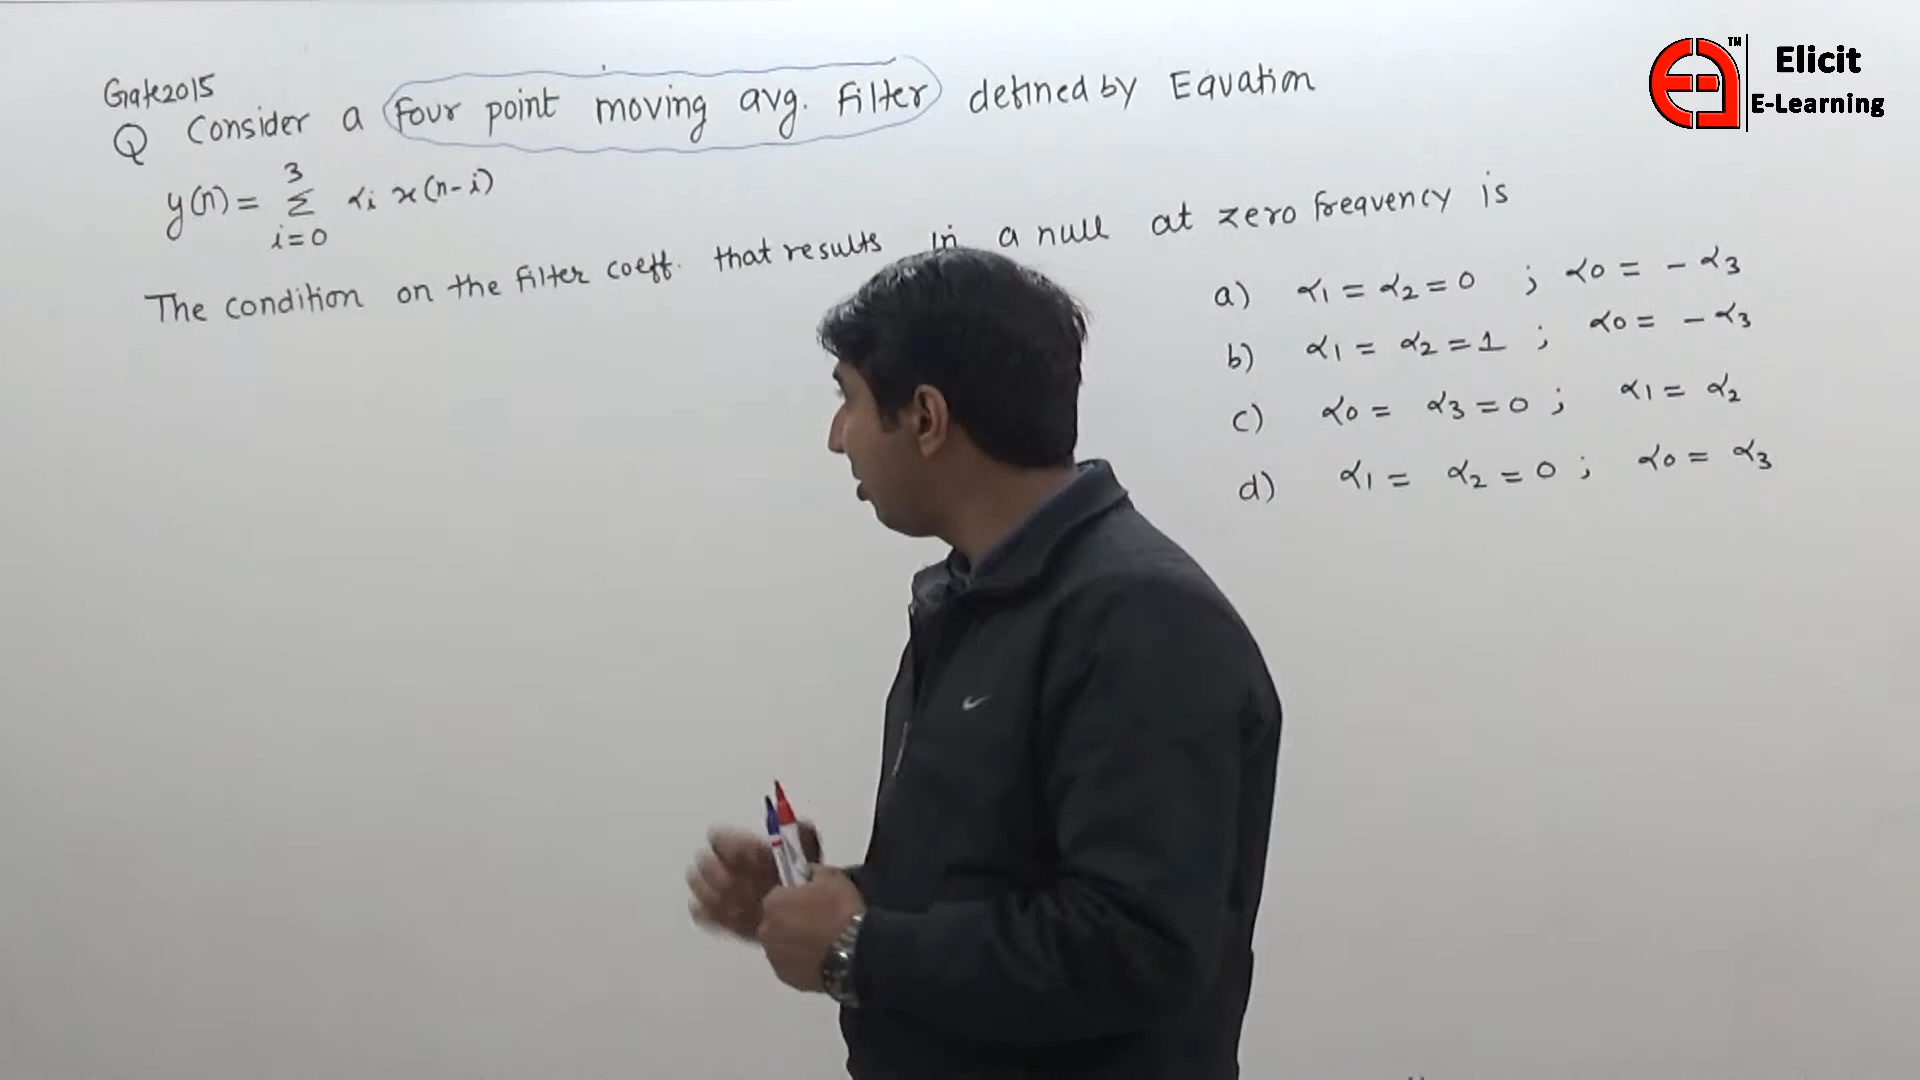 Gate2015
Q Consider a four point moving avg. Filter defined by Equation
y(n) = 3 Σ i=0 αi x(n-i)
The condition on the filter coeff. that results in a null at zero frequency is
a) α1 = α2 = 0 ; α0 = - α3
b) α1 = α2 = 1 ; α0 = - α3
c) α0 = α3 = 0 ; α1 = α2
d) α1 = α2 = 0 ; α0 = α3
TM
Elicit
E-Learning